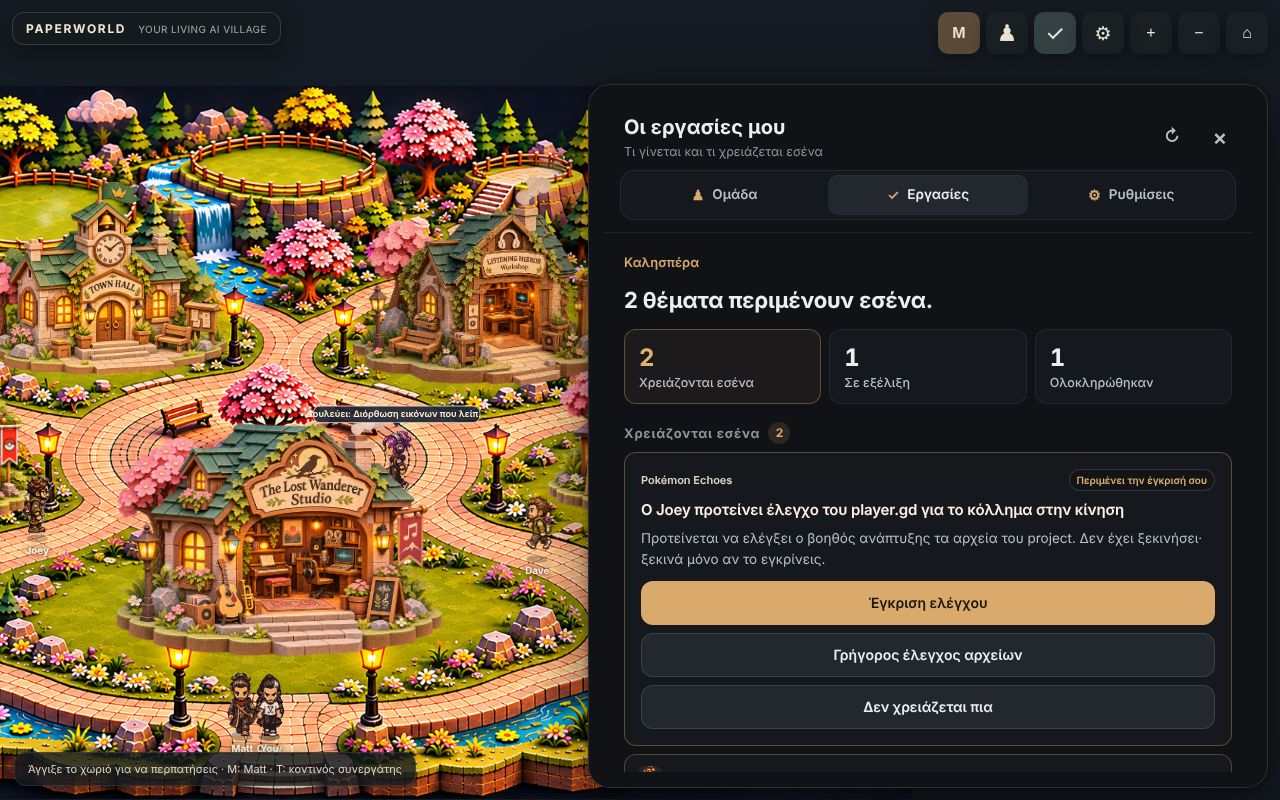 PAPERWORLD YOUR LIVING AI VILLAGE
M
Οι εργασίες μου
Τι γίνεται και τι χρειάζεται εσένα
Ομάδα
Εργασίες
Ρυθμίσεις
Καλησπέρα
2 θέματα περιμένουν εσένα.
2
Χρειάζονται εσένα
1
Σε εξέλιξη
1
Ολοκληρώθηκαν
Χρειάζονται εσένα 2
Pokémon Echoes
Περιμένει την έγκρισή σου
Ο Joey προτείνει έλεγχο του player.gd για το κόλλημα στην κίνηση
Προτείνεται να ελέγξει ο βοηθός ανάπτυξης τα αρχεία του project. Δεν έχει ξεκινήσει·
ξεκινά μόνο αν το εγκρίνεις.
Έγκριση ελέγχου
Γρήγορος έλεγχος αρχείων
Δεν χρειάζεται πια
TOWN HALL
LISTENING MIRROR
Workshop
Διόρθωση εικόνων που
The Lost Wanderer
Studio
Joey
Dave
Matt
Άγγιξε το χωριό για να περπατήσεις · M: Matt · T: κοντινός συνεργάτης